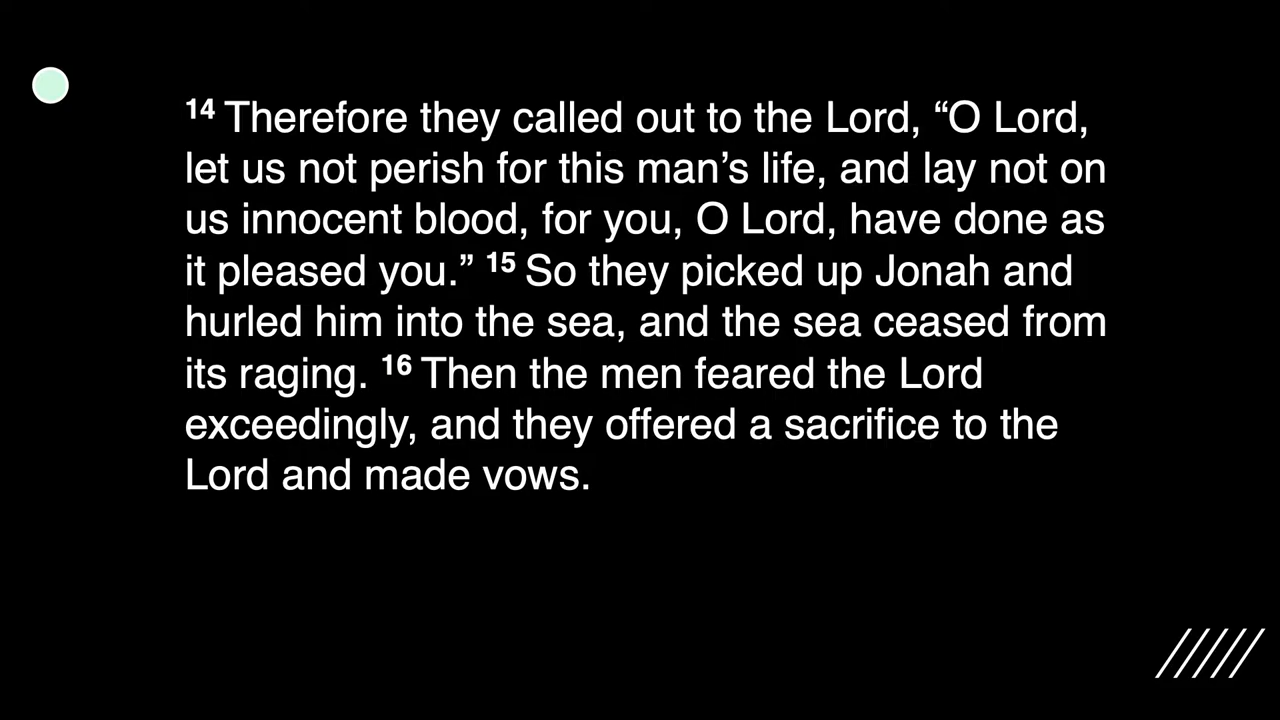 14 Therefore they called out to the Lord, “O Lord,
let us not perish for this man’s life, and lay not on
us innocent blood, for you, O Lord, have done as
it pleased you.” 15 So they picked up Jonah and
hurled him into the sea, and the sea ceased from
its raging. 16 Then the men feared the Lord
exceedingly, and they offered a sacrifice to the
Lord and made vows.